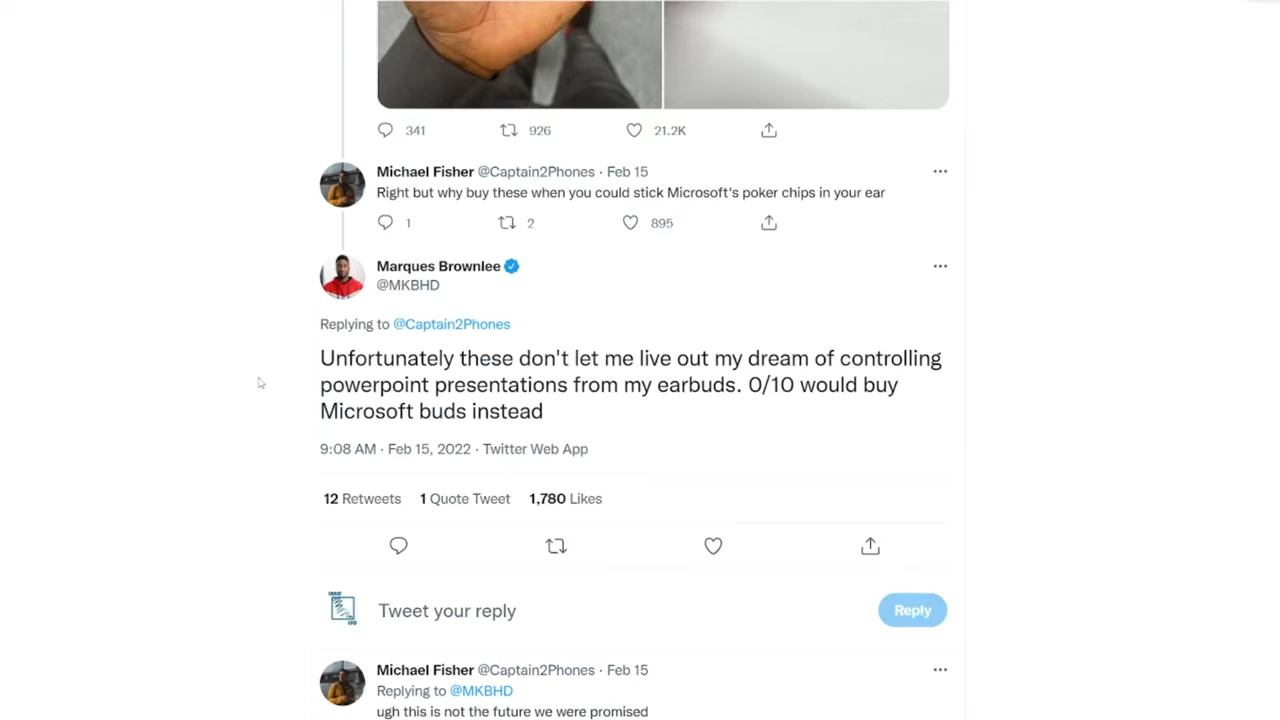 341 926 21.2K
Michael Fisher @Captain2Phones · Feb 15
Right but why buy these when you could stick Microsoft's poker chips in your ear
1 2 895
Marques Brownlee
@MKBHD
Replying to @Captain2Phones
Unfortunately these don't let me live out my dream of controlling
powerpoint presentations from my earbuds. 0/10 would buy
Microsoft buds instead
9:08 AM · Feb 15, 2022 · Twitter Web App
12 Retweets 1 Quote Tweet 1,780 Likes
Tweet your reply Reply
Michael Fisher @Captain2Phones · Feb 15
Replying to @MKBHD
ugh this is not the future we were promised